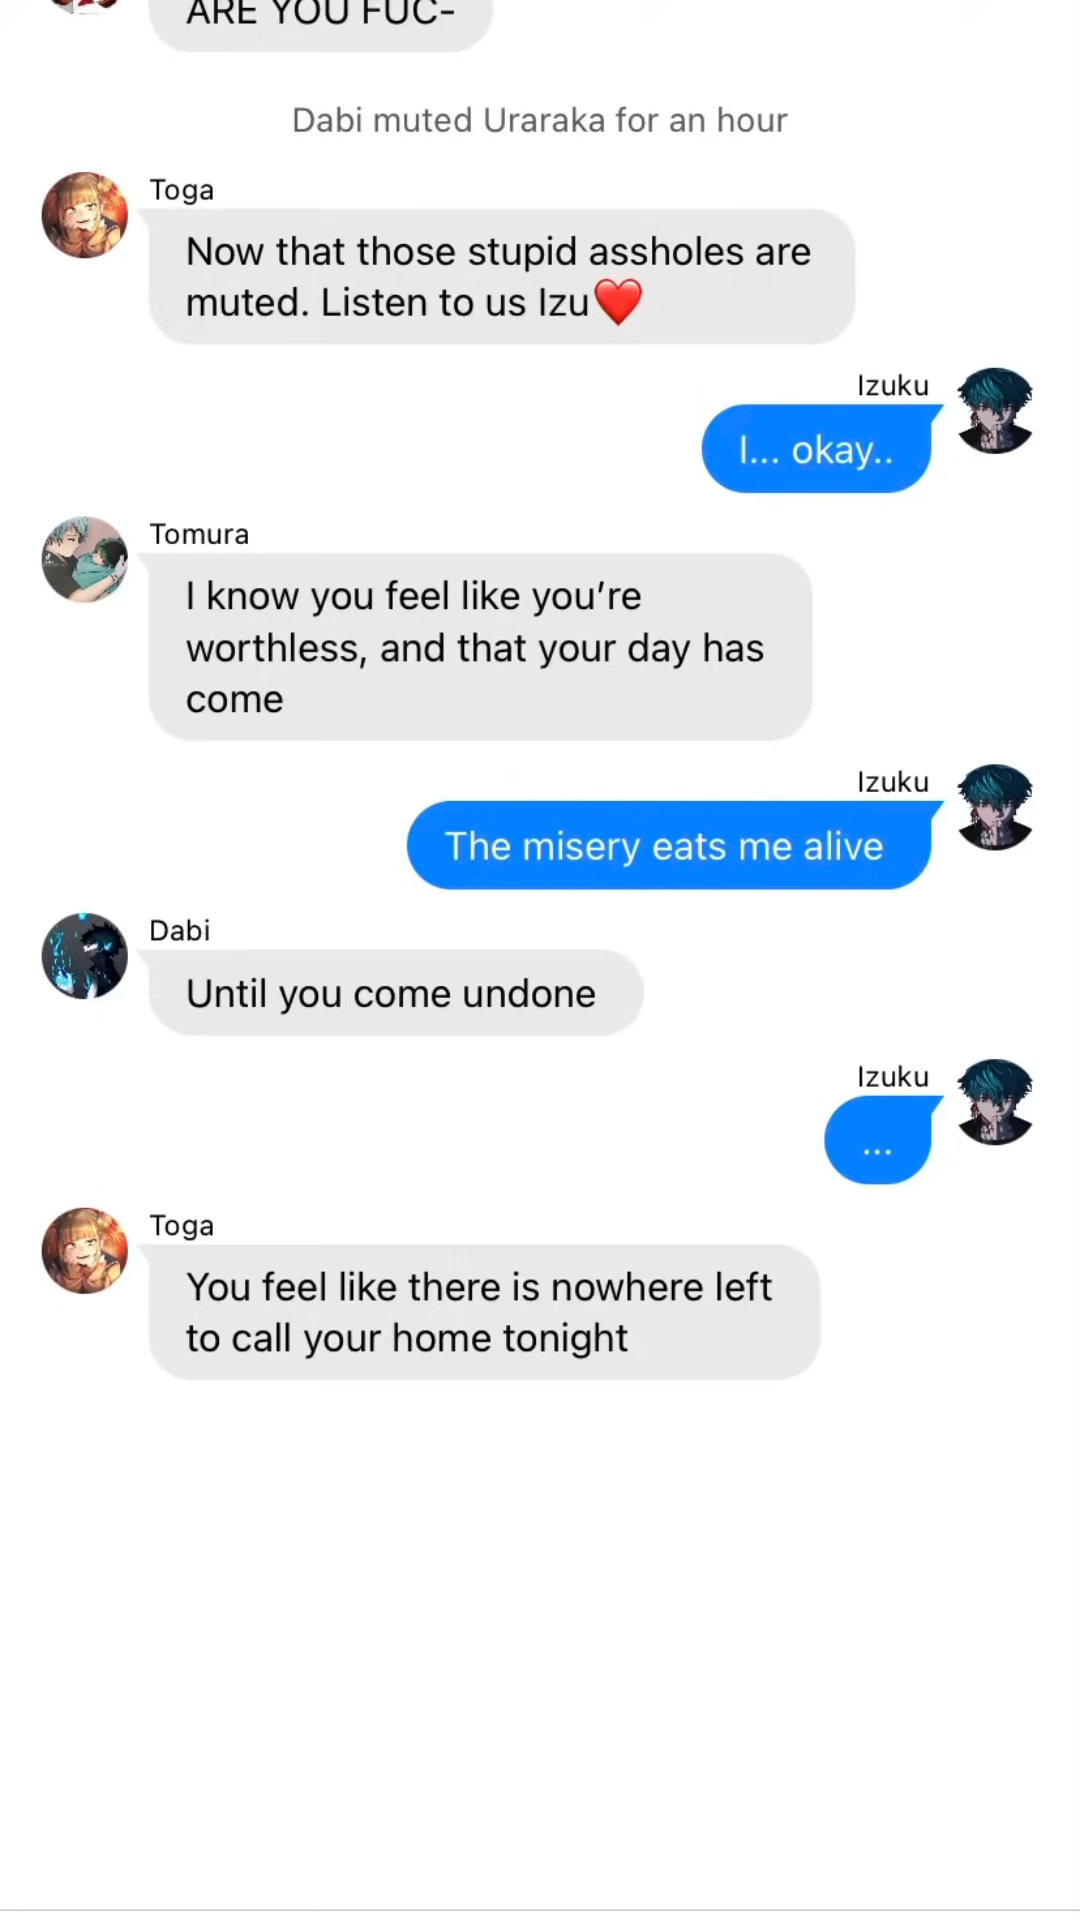 ARE YOU FUC-
Dabi muted Uraraka for an hour
Toga
Now that those stupid assholes are
muted. Listen to us Izu❤️
Izuku
I... okay..
Tomura
I know you feel like you’re
worthless, and that your day has
come
Izuku
The misery eats me alive
Dabi
Until you come undone
Izuku
...
Toga
You feel like there is nowhere left
to call your home tonight